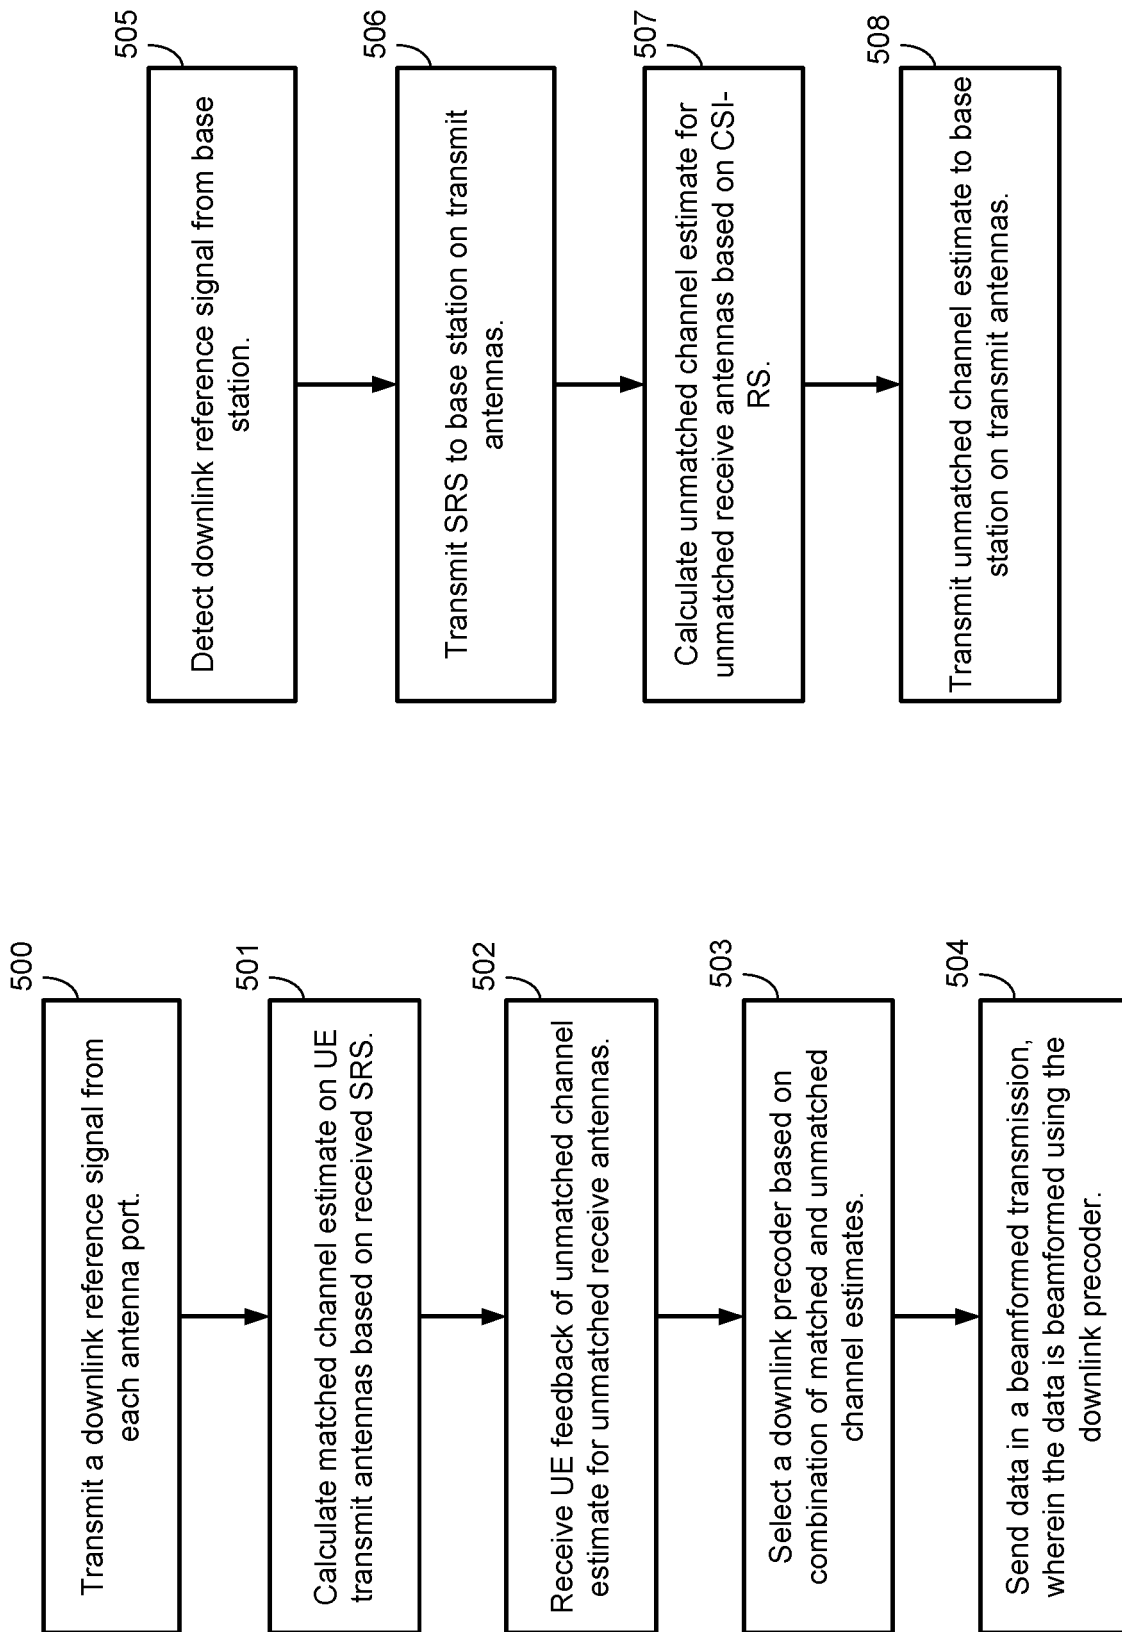 500
Transmit a downlink reference signal from
each antenna port.
501
Calculate matched channel estimate on UE
transmit antennas based on received SRS.
502
Receive UE feedback of unmatched channel
estimate for unmatched receive antennas.
503
Select a downlink precoder based on
combination of matched and unmatched
channel estimates.
504
Send data in a beamformed transmission,
wherein the data is beamformed using the
downlink precoder.
505
Detect downlink reference signal from base
station.
506
Transmit SRS to base station on transmit
antennas.
507
Calculate unmatched channel estimate for
unmatched receive antennas based on CSI-
RS.
508
Transmit unmatched channel estimate to base
station on transmit antennas.